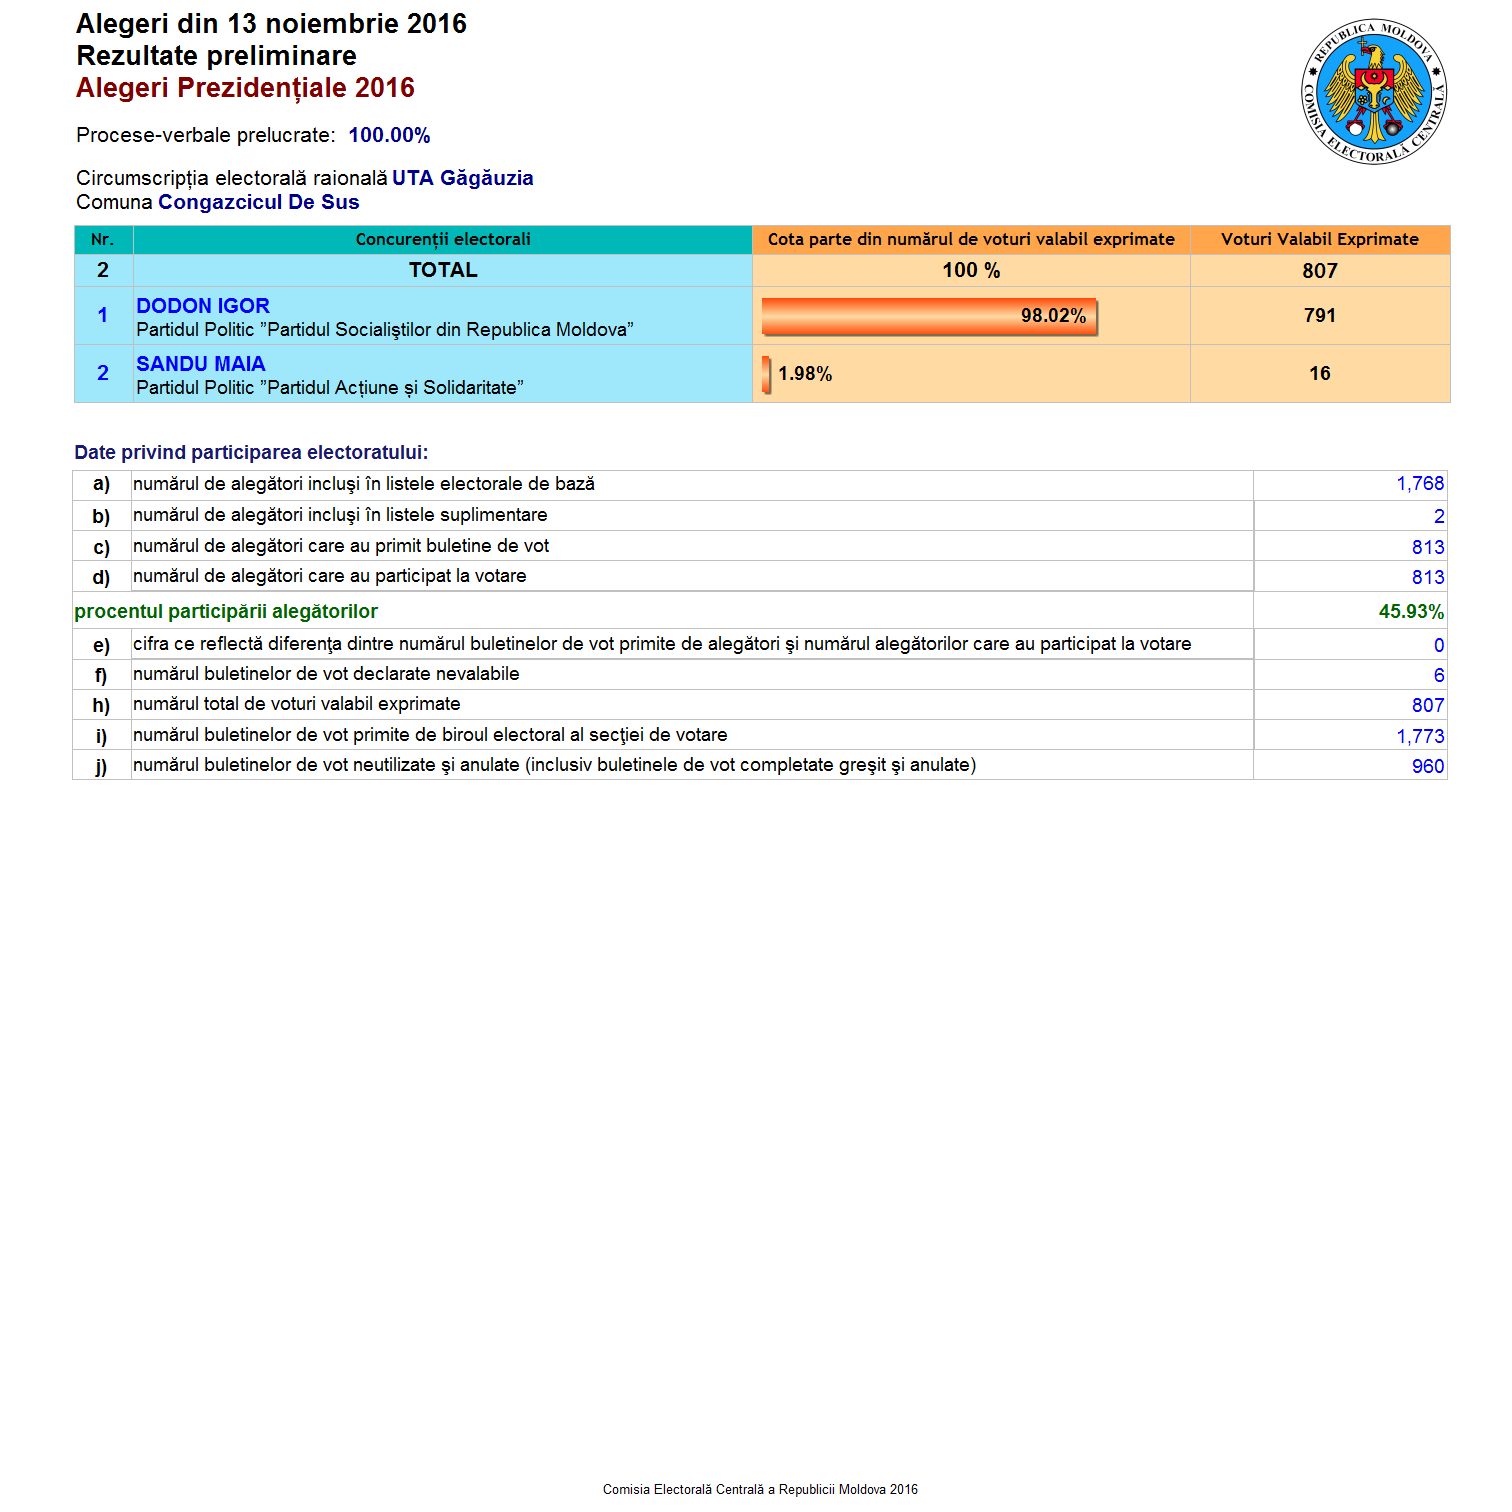 Alegeri din 13 noiembrie 2016
Rezultate preliminare
Alegeri Prezidențiale 2016
REPUBLICA MOLDOVA
COMISIA ELECTORALĂ CENTRALĂ
Procese-verbale prelucrate: 100.00%
Circumscripția electorală raională UTA Găgăuzia
Comuna Congazcicul De Sus
Nr. Concurenții electorali Cota parte din numărul de voturi valabil exprimate Voturi Valabil Exprimate
2 TOTAL 100 % 807
1 DODON IGOR 98.02% 791
Partidul Politic ”Partidul Socialiştilor din Republica Moldova”
2 SANDU MAIA 1.98% 16
Partidul Politic ”Partidul Acțiune și Solidaritate”
Date privind participarea electoratului:
a) numărul de alegători incluşi în listele electorale de bază 1,768
b) numărul de alegători incluşi în listele suplimentare 2
c) numărul de alegători care au primit buletine de vot 813
d) numărul de alegători care au participat la votare 813
procentul participării alegătorilor 45.93%
e) cifra ce reflectă diferenţa dintre numărul buletinelor de vot primite de alegători şi numărul alegătorilor care au participat la votare 0
f) numărul buletinelor de vot declarate nevalabile 6
h) numărul total de voturi valabil exprimate 807
i) numărul buletinelor de vot primite de biroul electoral al secţiei de votare 1,773
j) numărul buletinelor de vot neutilizate şi anulate (inclusiv buletinele de vot completate greşit şi anulate) 960
Comisia Electorală Centrală a Republicii Moldova 2016